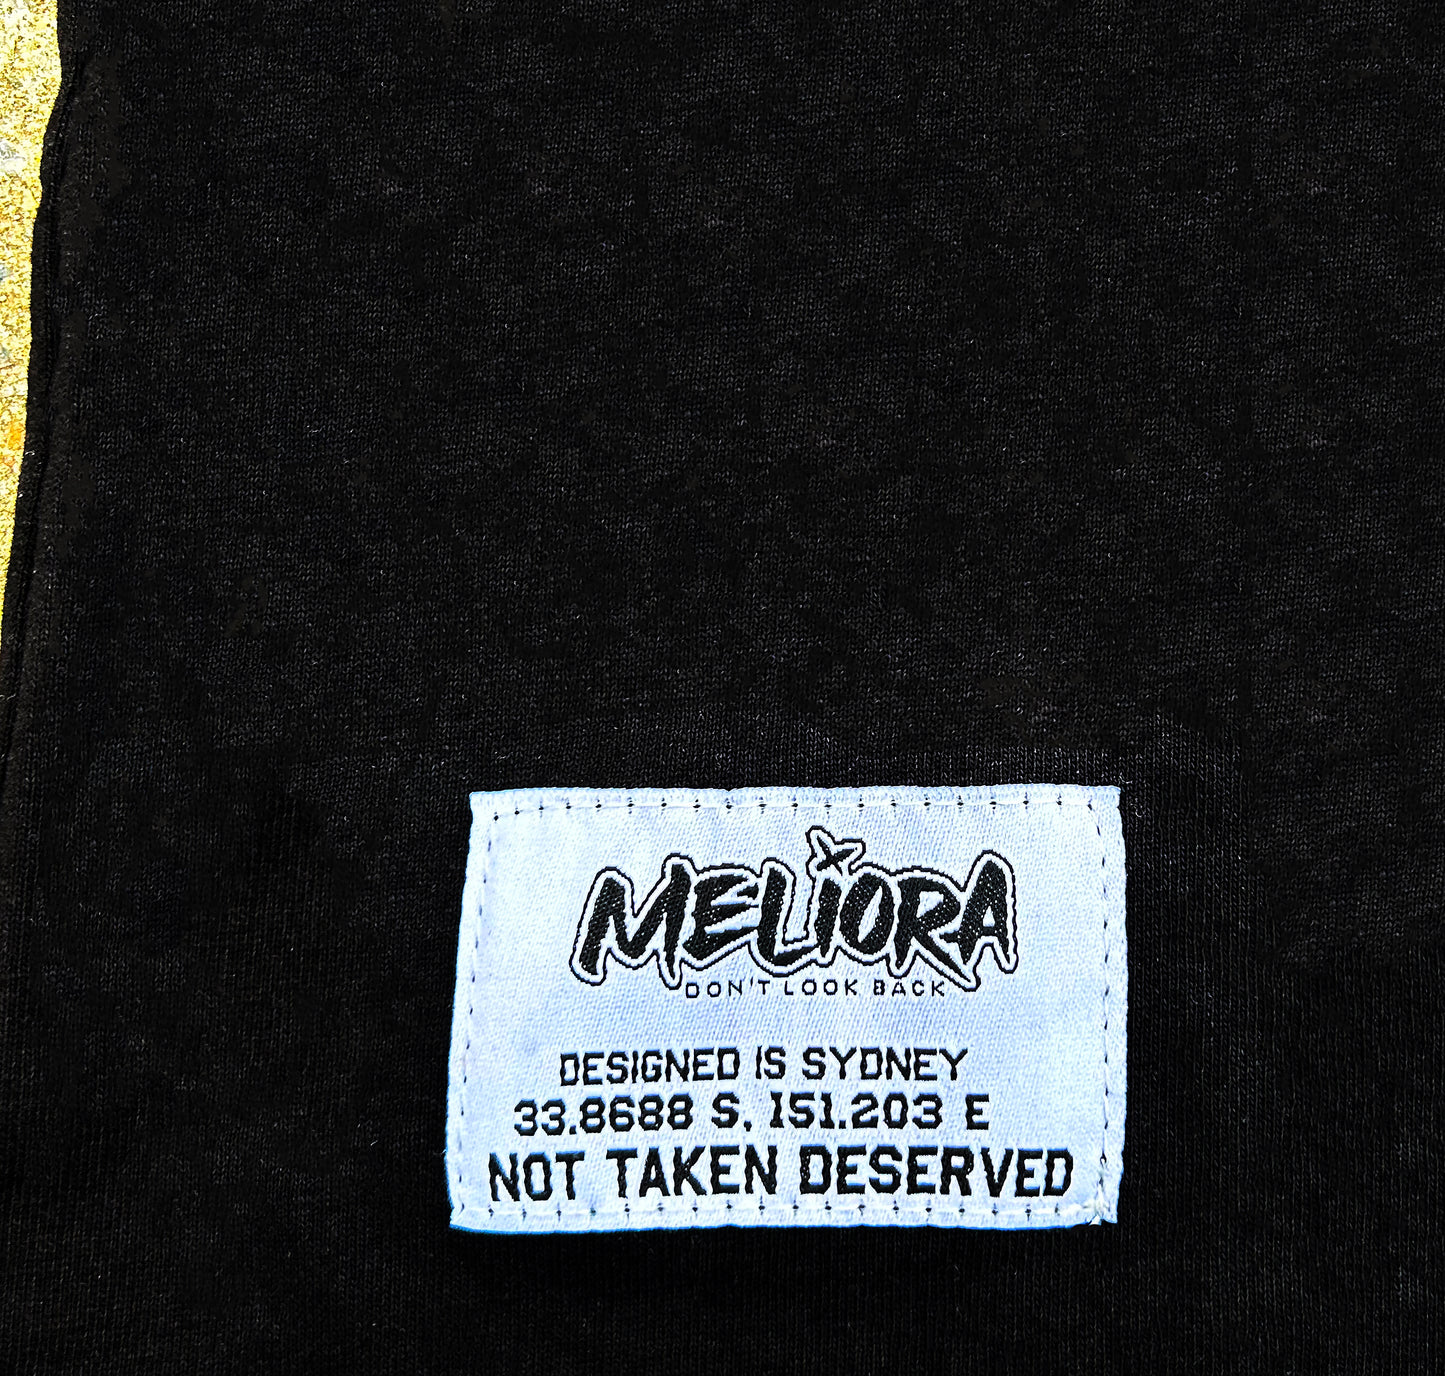 MELIORA
DON'T LOOK BACK
DESIGNED IS SYDNEY
33.8688 S, 151.203 E
NOT TAKEN DESERVED